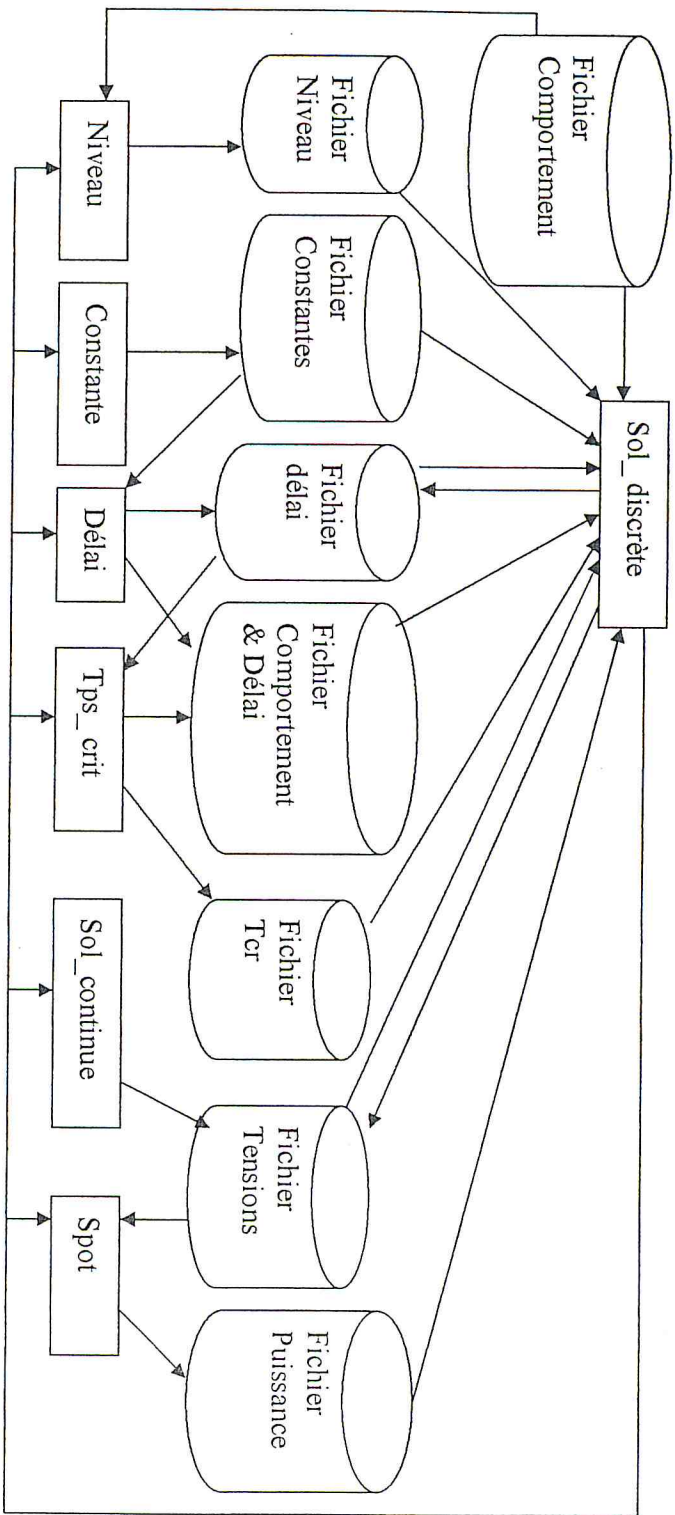 Fichier
Comportement
Sol_discrète
Fichier
Niveau
Fichier
Constantes
Fichier
délai
Fichier
Comportement
& Délai
Fichier
Tcr
Fichier
Tensions
Fichier
Puissance
Niveau
Constante
Délai
Tps_crit
Sol_continue
Spot